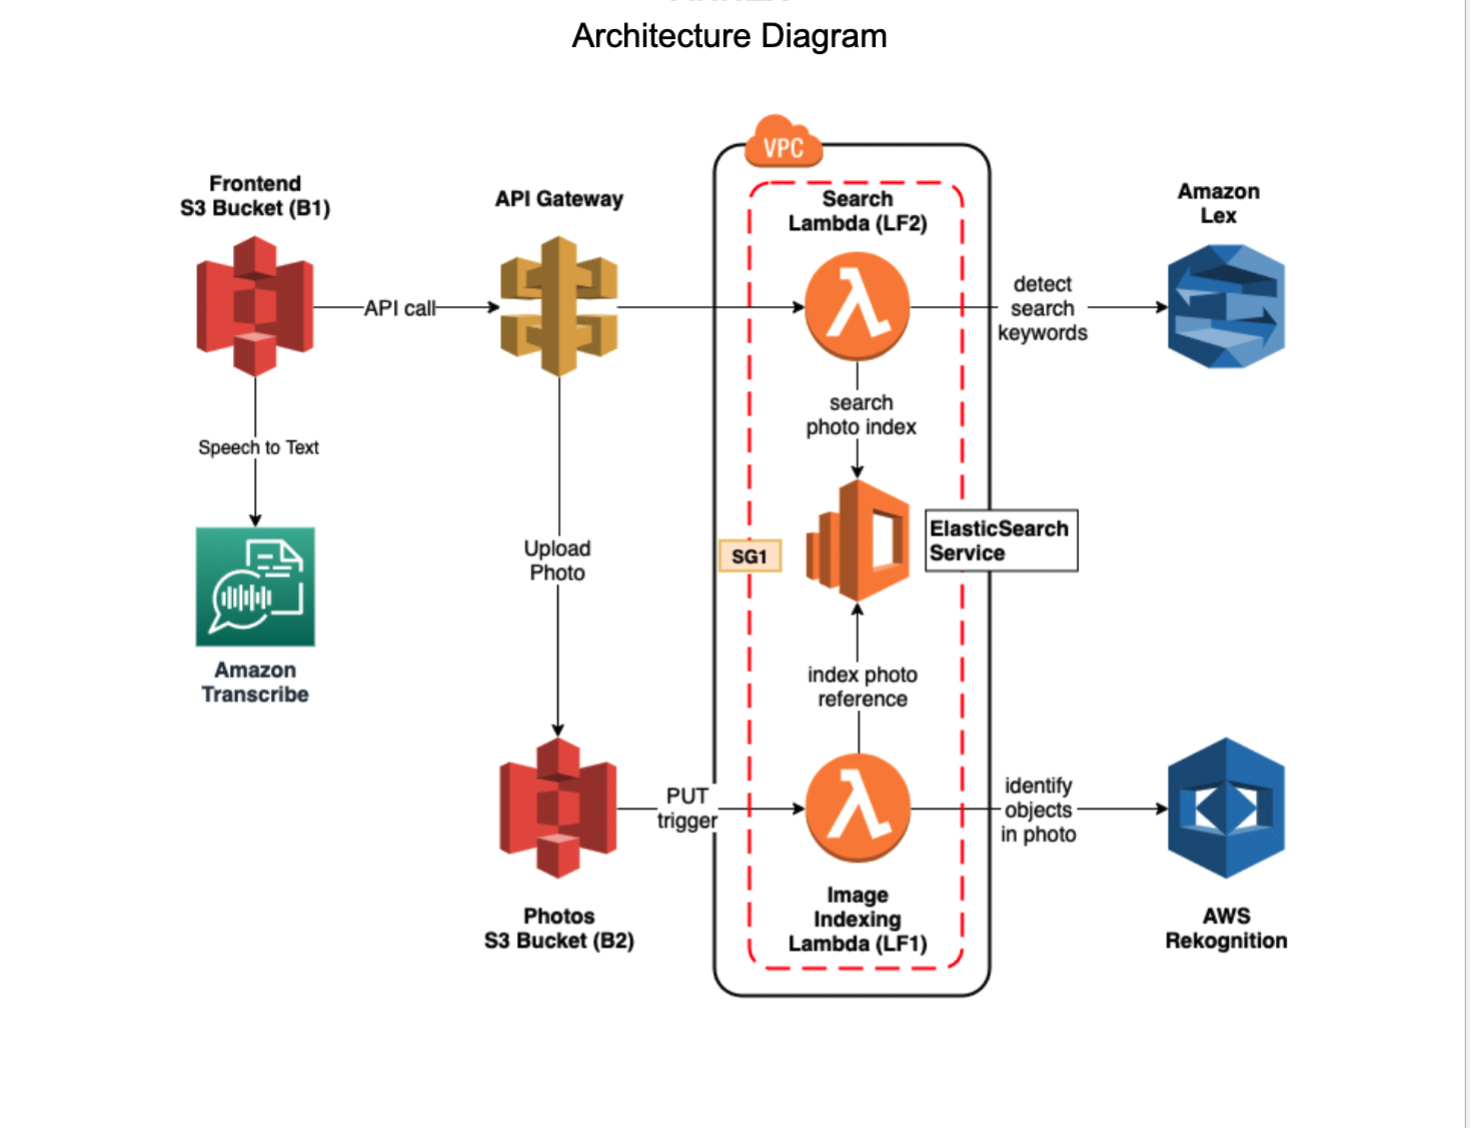 Architecture Diagram
VPC
Frontend
S3 Bucket (B1)
API Gateway
Search
Lambda (LF2)
Amazon
Lex
API call
detect
search
keywords
search
photo index
Speech to Text
ElasticSearch
Service
SG1
Upload
Photo
Amazon
Transcribe
index photo
reference
PUT
trigger
identify
objects
in photo
Image
Indexing
Lambda (LF1)
Photos
S3 Bucket (B2)
AWS
Rekognition